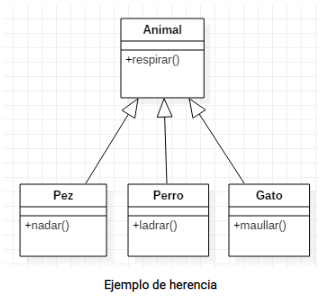 Animal
+respirar()
Pez
Perro
Gato
+nadar()
+ladrar()
+maullar()
Ejemplo de herencia